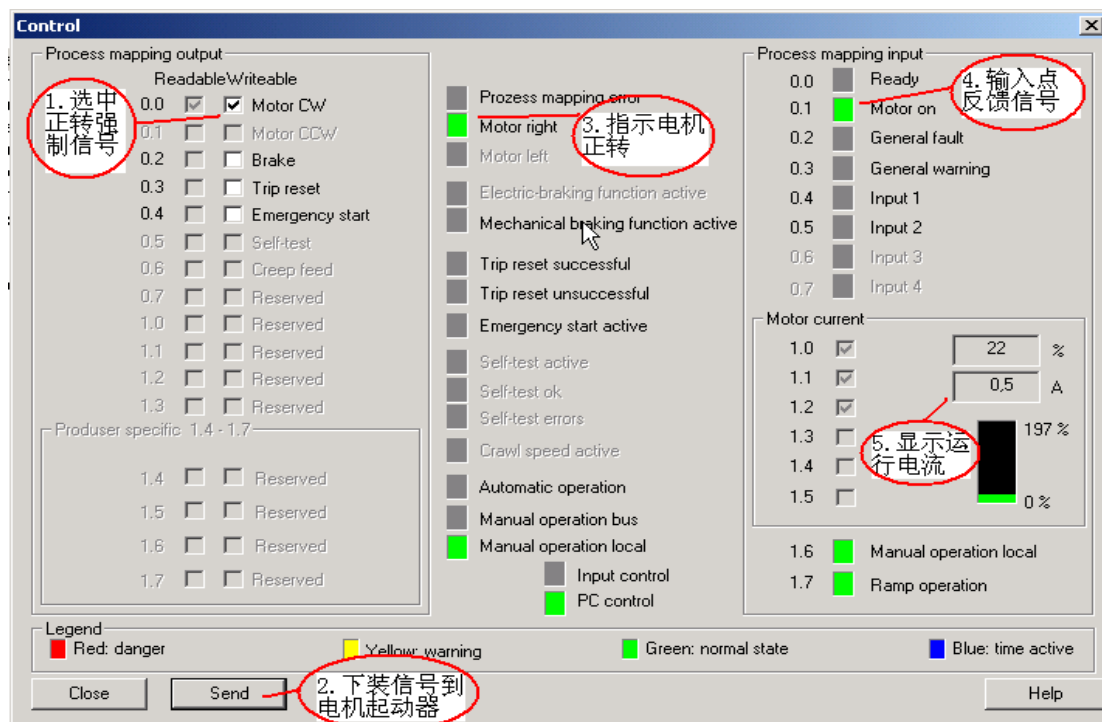 Control
Process mapping output
Readable Writeable
0.0 Motor CW
0.1 Motor CCW
0.2 Brake
0.3 Trip reset
0.4 Emergency start
0.5 Self-test
0.6 Creep feed
0.7 Reserved
1.0 Reserved
1.1 Reserved
1.2 Reserved
1.3 Reserved
Produser specific 1.4 - 1.7
1.4 Reserved
1.5 Reserved
1.6 Reserved
1.7 Reserved
1.选中
正转强
制信号
Prozess mapping error
Motor right
Motor left
3.指示电机
正转
Electric-braking function active
Mechanical braking function active
Trip reset successful
Trip reset unsuccessful
Emergency start active
Self-test active
Self-test ok
Self-test errors
Crawl speed active
Automatic operation
Manual operation bus
Manual operation local
Input control
PC control
Process mapping input
0.0 Ready
0.1 Motor on
0.2 General fault
0.3 General warning
0.4 Input 1
0.5 Input 2
0.6 Input 3
0.7 Input 4
4.输入点
反馈信号
Motor current
1.0 22 %
1.1 0,5 A
1.2
1.3 197 %
1.4
1.5 0 %
5.显示运
行电流
1.6 Manual operation local
1.7 Ramp operation
Legend
Red: danger
Yellow: warning
Green: normal state
Blue: time active
Close
Send
2.下装信号到
电机起动器
Help